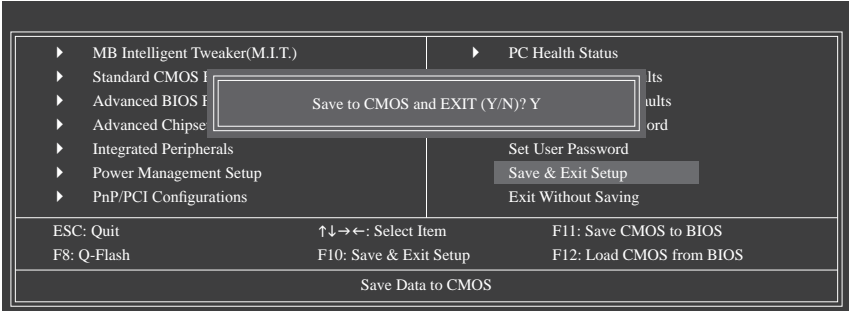 MB Intelligent Tweaker(M.I.T.)
Standard CMOS
Advanced BIOS
Advanced Chipse
Integrated Peripherals
Power Management Setup
PnP/PCI Configurations
PC Health Status
Set User Password
Save & Exit Setup
Exit Without Saving
Save to CMOS and EXIT (Y/N)? Y
ESC: Quit ↑↓→←: Select Item F11: Save CMOS to BIOS
F8: Q-Flash F10: Save & Exit Setup F12: Load CMOS from BIOS
Save Data to CMOS